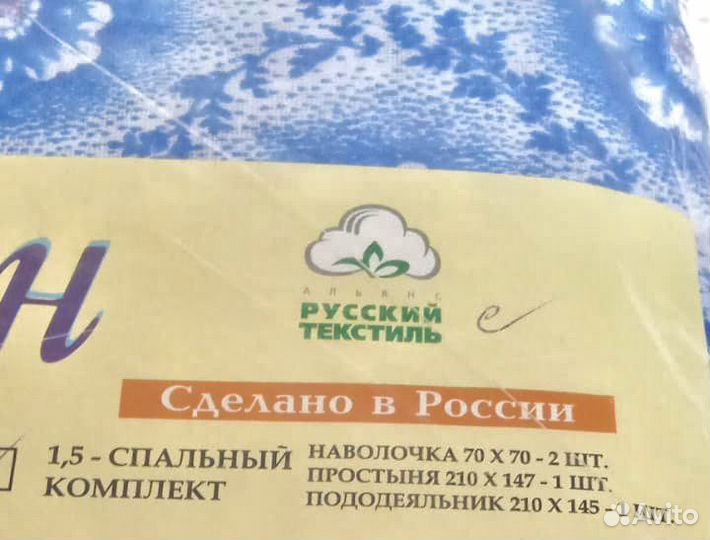 н
АЛЬЯНС
РУССКИЙ
ТЕКСТИЛЬ
е
Сделано в России
1,5 - СПАЛЬНЫЙ
КОМПЛЕКТ
НАВОЛОЧКА 70 X 70 - 2 ШТ.
ПРОСТЫНЯ 210 X 147 - 1 ШТ.
ПОДОДЕЯЛЬНИК 210 X 145 - ШТ.
Avito